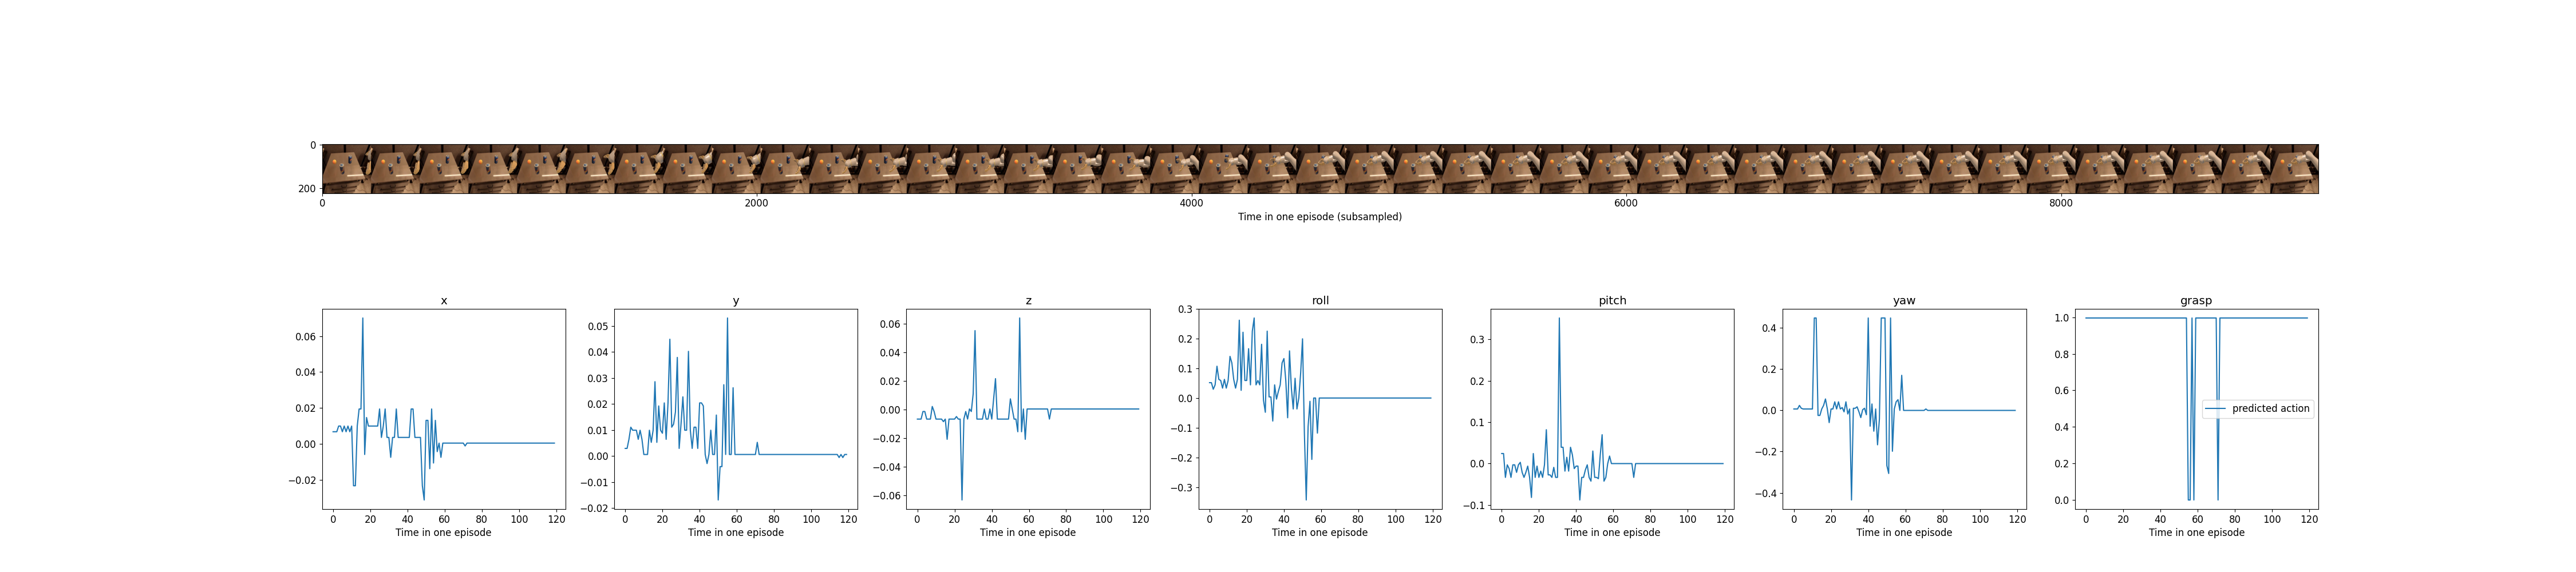 0
200
0 2000 4000 6000 8000
Time in one episode (subsampled)
x
0.06
0.04
0.02
0.00
−0.02
0 20 40 60 80 100 120
Time in one episode
y
0.05
0.04
0.03
0.02
0.01
0.00
−0.01
−0.02
0 20 40 60 80 100 120
Time in one episode
z
0.06
0.04
0.02
0.00
−0.02
−0.04
−0.06
0 20 40 60 80 100 120
Time in one episode
roll
0.3
0.2
0.1
0.0
−0.1
−0.2
−0.3
0 20 40 60 80 100 120
Time in one episode
pitch
0.3
0.2
0.1
0.0
−0.1
0 20 40 60 80 100 120
Time in one episode
yaw
0.4
0.2
0.0
−0.2
−0.4
0 20 40 60 80 100 120
Time in one episode
grasp
1.0
0.8
0.6
0.4
0.2
0.0
predicted action
0 20 40 60 80 100 120
Time in one episode